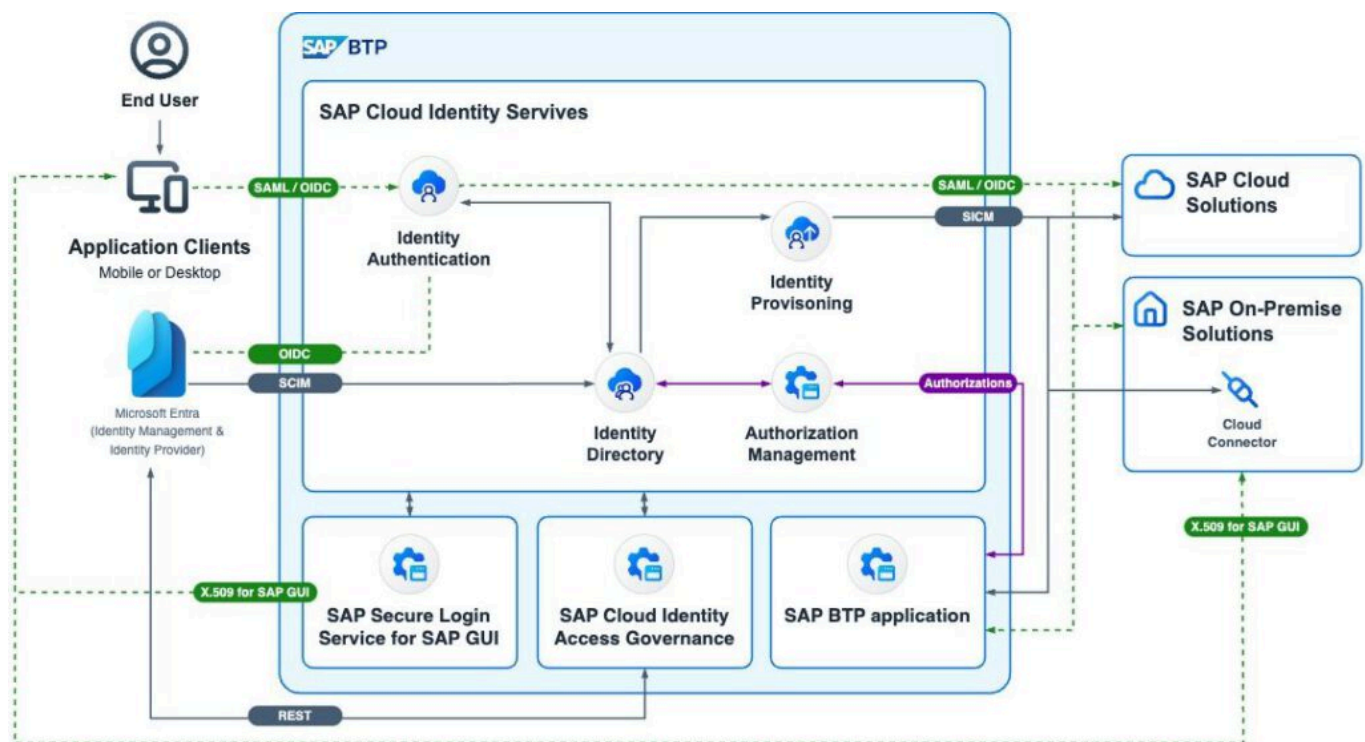 SAP BTP
End User
SAP Cloud Identity Servives
SAML / OIDC
SAML / OIDC
SICM
Identity
Authentication
Identity
Provisoning
Application Clients
Mobile or Desktop
SAP Cloud
Solutions
SAP On-Premise
Solutions
OIDC
SCIM
Authorizations
Microsoft Entra
(Identity Management &
Identity Provider)
Identity
Directory
Authorization
Management
Cloud
Connector
X.509 for SAP GUI
X.509 for SAP GUI
SAP Secure Login
Service for SAP GUI
SAP Cloud Identity
Access Governance
SAP BTP application
REST